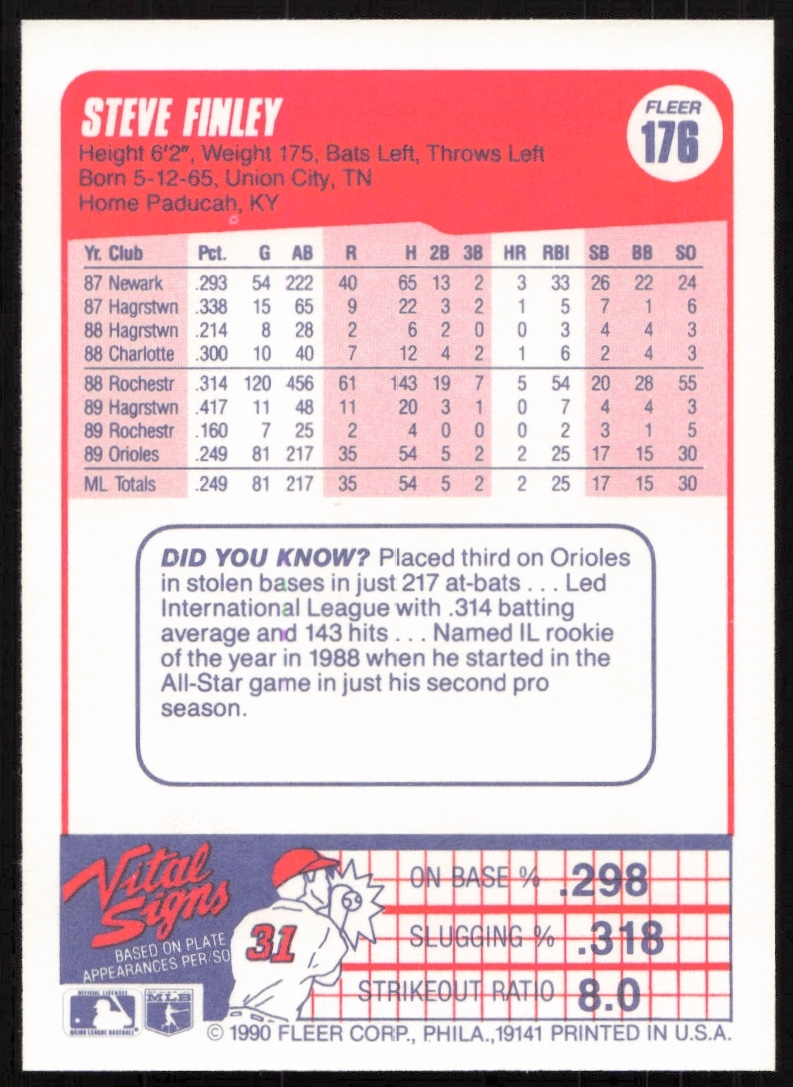 STEVE FINLEY
FLEER
176
Height 6'2", Weight 175, Bats Left, Throws Left
Born 5-12-65, Union City, TN
Home Paducah, KY
Yr. Club Pct. G AB R H 2B 3B HR RBI SB BB SO
87 Newark .293 54 222 40 65 13 2 3 33 26 22 24
87 Hagrstwn .338 15 65 9 22 3 2 1 5 7 1 6
88 Hagrstwn .214 8 28 2 6 2 0 0 3 4 4 3
88 Charlotte .300 10 40 7 12 4 2 1 6 2 4 3
88 Rochestr .314 120 456 61 143 19 7 5 54 20 28 55
89 Hagrstwn .417 11 48 11 20 3 1 0 7 4 4 3
89 Rochestr .160 7 25 2 4 0 0 0 2 3 1 5
89 Orioles .249 81 217 35 54 5 2 2 25 17 15 30
ML Totals .249 81 217 35 54 5 2 2 25 17 15 30
DID YOU KNOW? Placed third on Orioles
in stolen bases in just 217 at-bats . . . Led
International League with .314 batting
average and 143 hits . . . Named IL rookie
of the year in 1988 when he started in the
All-Star game in just his second pro
season.
Vital
Signs
BASED ON PLATE
APPEARANCES PER/SO
31
ON BASE % .298
SLUGGING % .318
STRIKEOUT RATIO 8.0
OFFICIAL LICENSEE
MAJOR LEAGUE BASEBALL
MLB
© 1990 FLEER CORP., PHILA.,19141 PRINTED IN U.S.A.